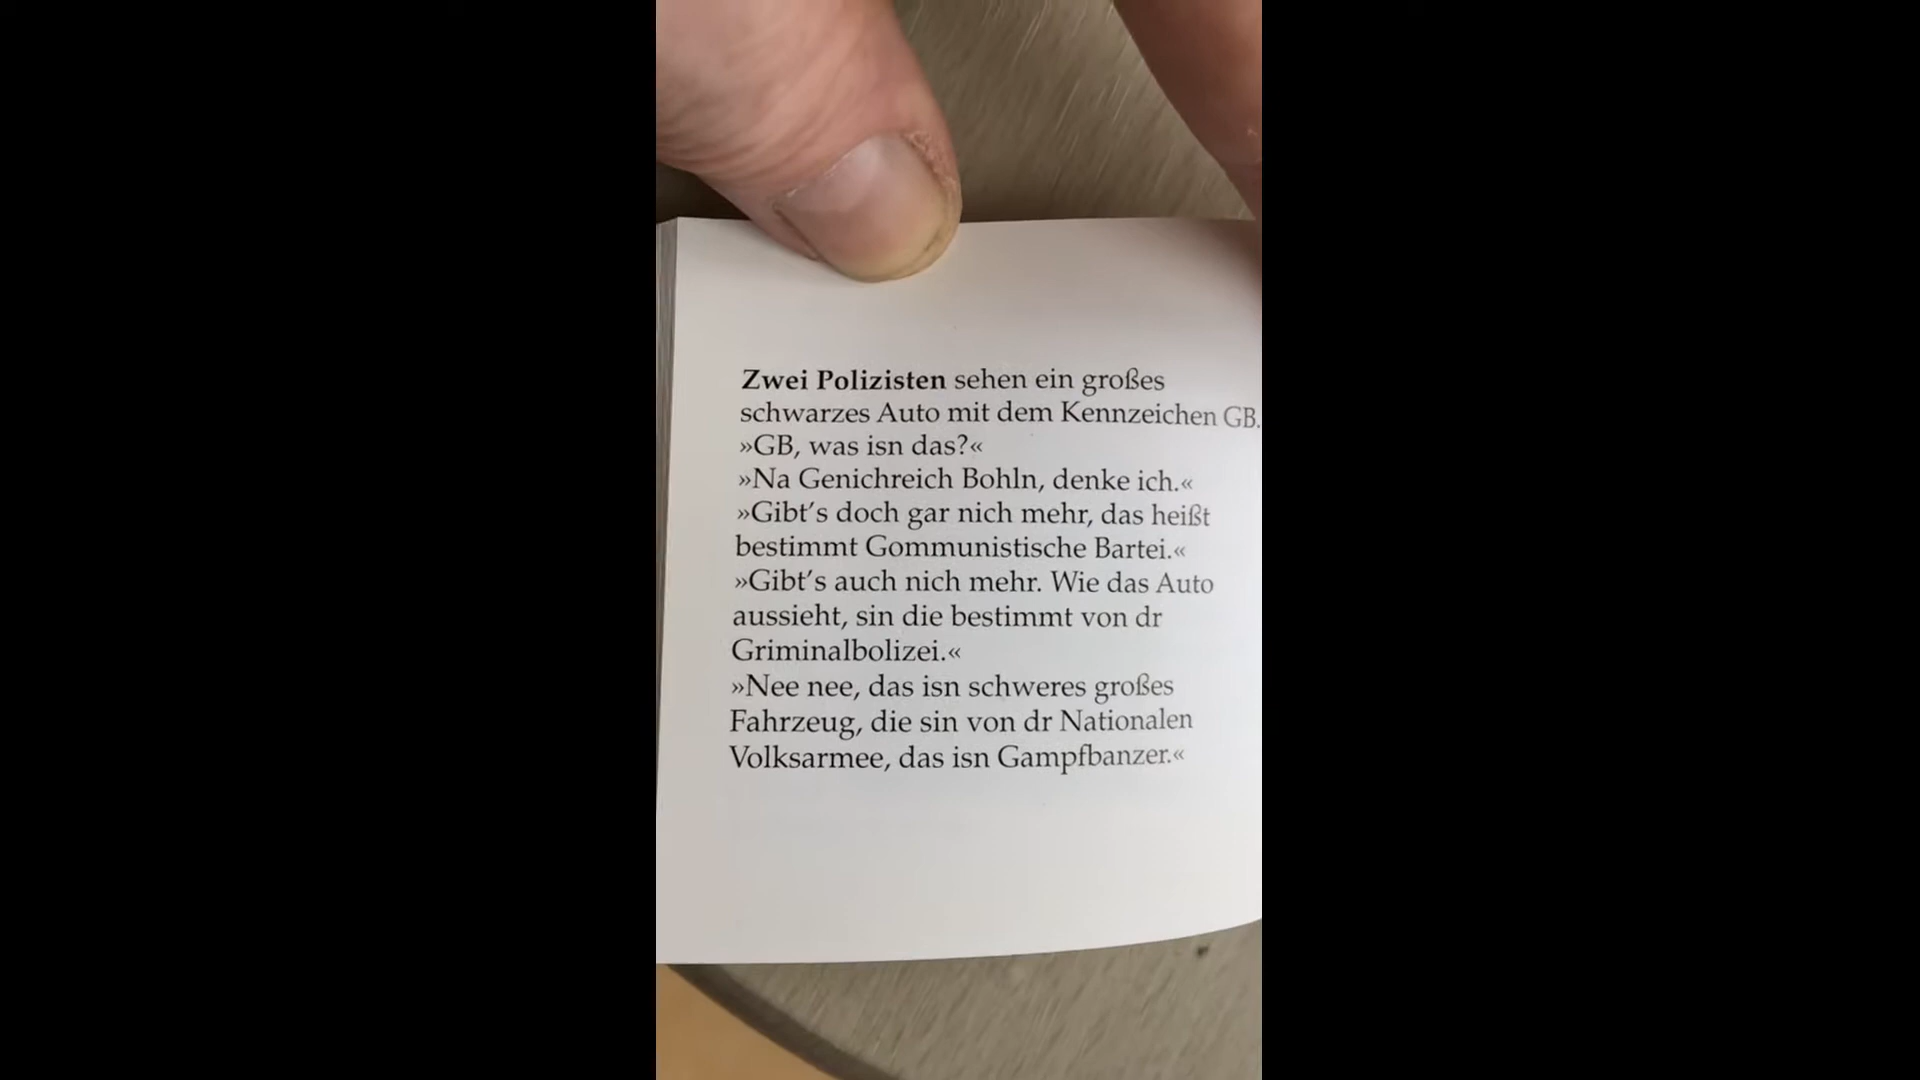 Zwei Polizisten sehen ein großes
schwarzes Auto mit dem Kennzeichen GB.
»GB, was isn das?«
»Na Genichreich Bohln, denke ich.«
»Gibt's doch gar nich mehr, das heißt
bestimmt Gommunistische Bartei.«
»Gibt's auch nich mehr. Wie das Auto
aussieht, sin die bestimmt von dr
Griminalbolizei.«
»Nee nee, das isn schweres großes
Fahrzeug, die sin von dr Nationalen
Volksarmee, das isn Gampfbanzer.«